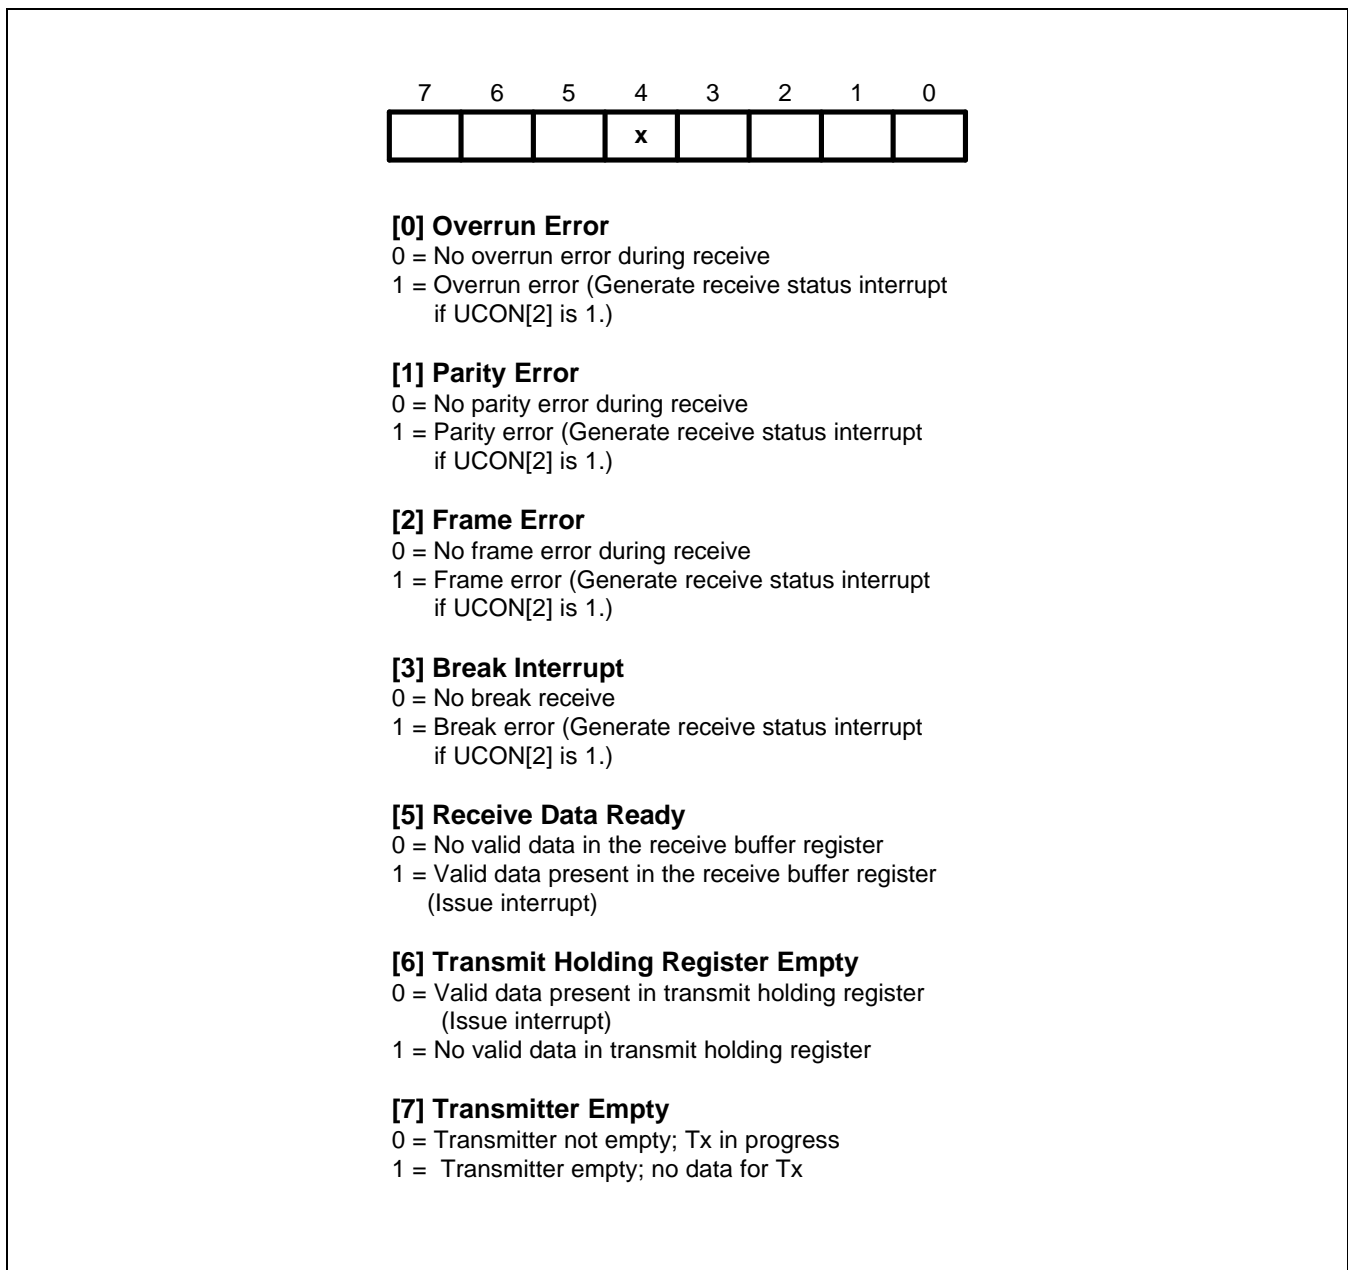 7 6 5 4 3 2 1 0
x
[0] Overrun Error
0 = No overrun error during receive
1 = Overrun error (Generate receive status interrupt
if UCON[2] is 1.)
[1] Parity Error
0 = No parity error during receive
1 = Parity error (Generate receive status interrupt
if UCON[2] is 1.)
[2] Frame Error
0 = No frame error during receive
1 = Frame error (Generate receive status interrupt
if UCON[2] is 1.)
[3] Break Interrupt
0 = No break receive
1 = Break error (Generate receive status interrupt
if UCON[2] is 1.)
[5] Receive Data Ready
0 = No valid data in the receive buffer register
1 = Valid data present in the receive buffer register
(Issue interrupt)
[6] Transmit Holding Register Empty
0 = Valid data present in transmit holding register
(Issue interrupt)
1 = No valid data in transmit holding register
[7] Transmitter Empty
0 = Transmitter not empty; Tx in progress
1 = Transmitter empty; no data for Tx